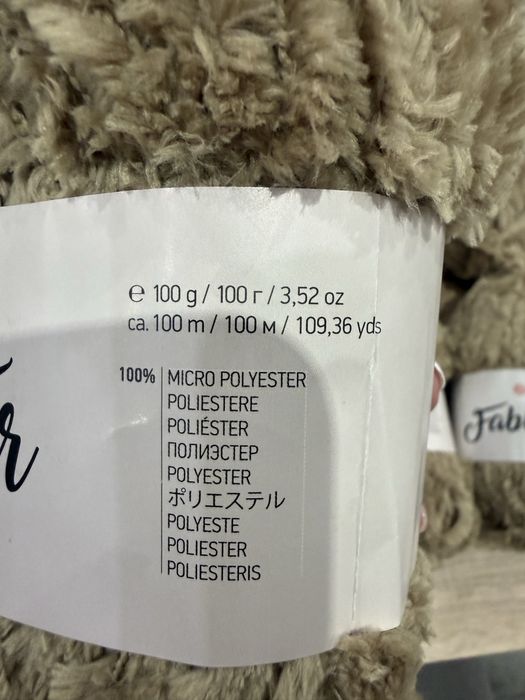 ℮ 100 g / 100 г / 3,52 oz
ca. 100 m / 100 м / 109,36 yds
100% MICRO POLYESTER
POLIESTERE
POLIÉSTER
ПОЛИЭСТЕР
POLYESTER
ポリエステル
POLYESTE
POLIESTER
POLIESTERIS